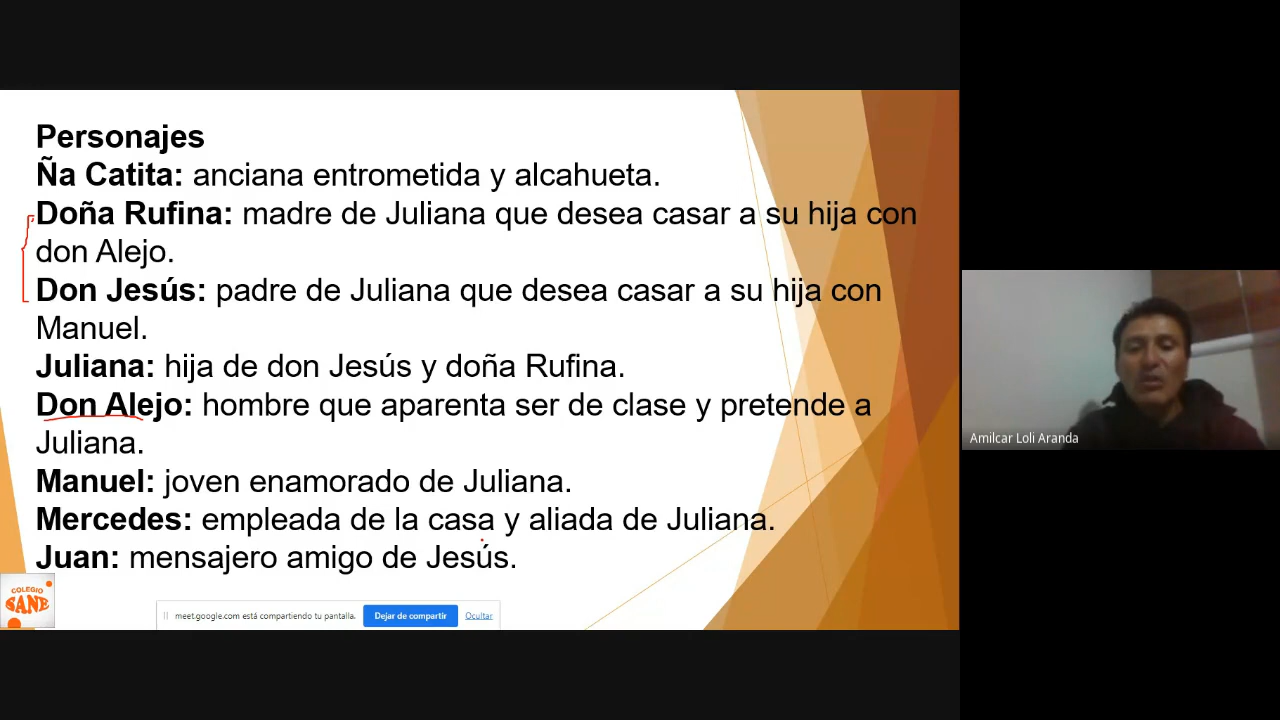 Personajes
Ña Catita: anciana entrometida y alcahueta.
Doña Rufina: madre de Juliana que desea casar a su hija con
don Alejo.
Don Jesús: padre de Juliana que desea casar a su hija con
Manuel.
Juliana: hija de don Jesús y doña Rufina.
Don Alejo: hombre que aparenta ser de clase y pretende a
Juliana.
Manuel: joven enamorado de Juliana.
Mercedes: empleada de la casa y aliada de Juliana.
Juan: mensajero amigo de Jesús.
COLEGIO
SANE
meet.google.com está compartiendo tu pantalla.
Dejar de compartir
Ocultar
Amilcar Loli Aranda